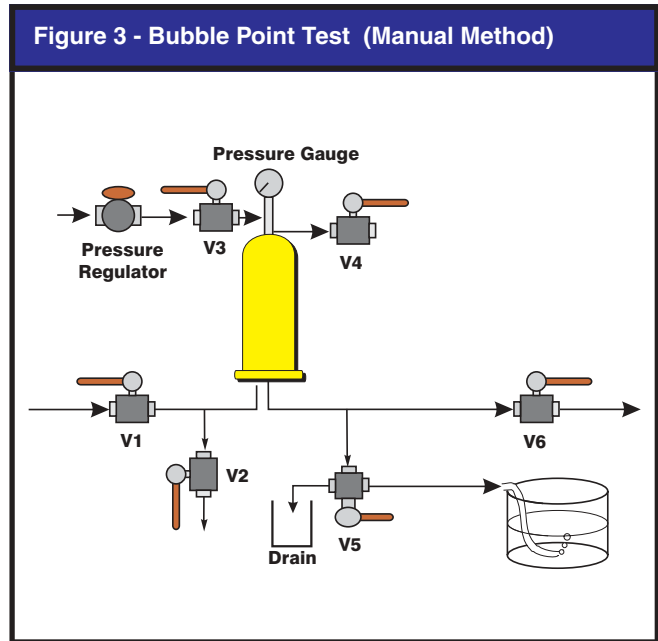 Figure 3 - Bubble Point Test (Manual Method)
Pressure Gauge
V3
V4
Pressure
Regulator
V1
V6
V2
V5
Drain